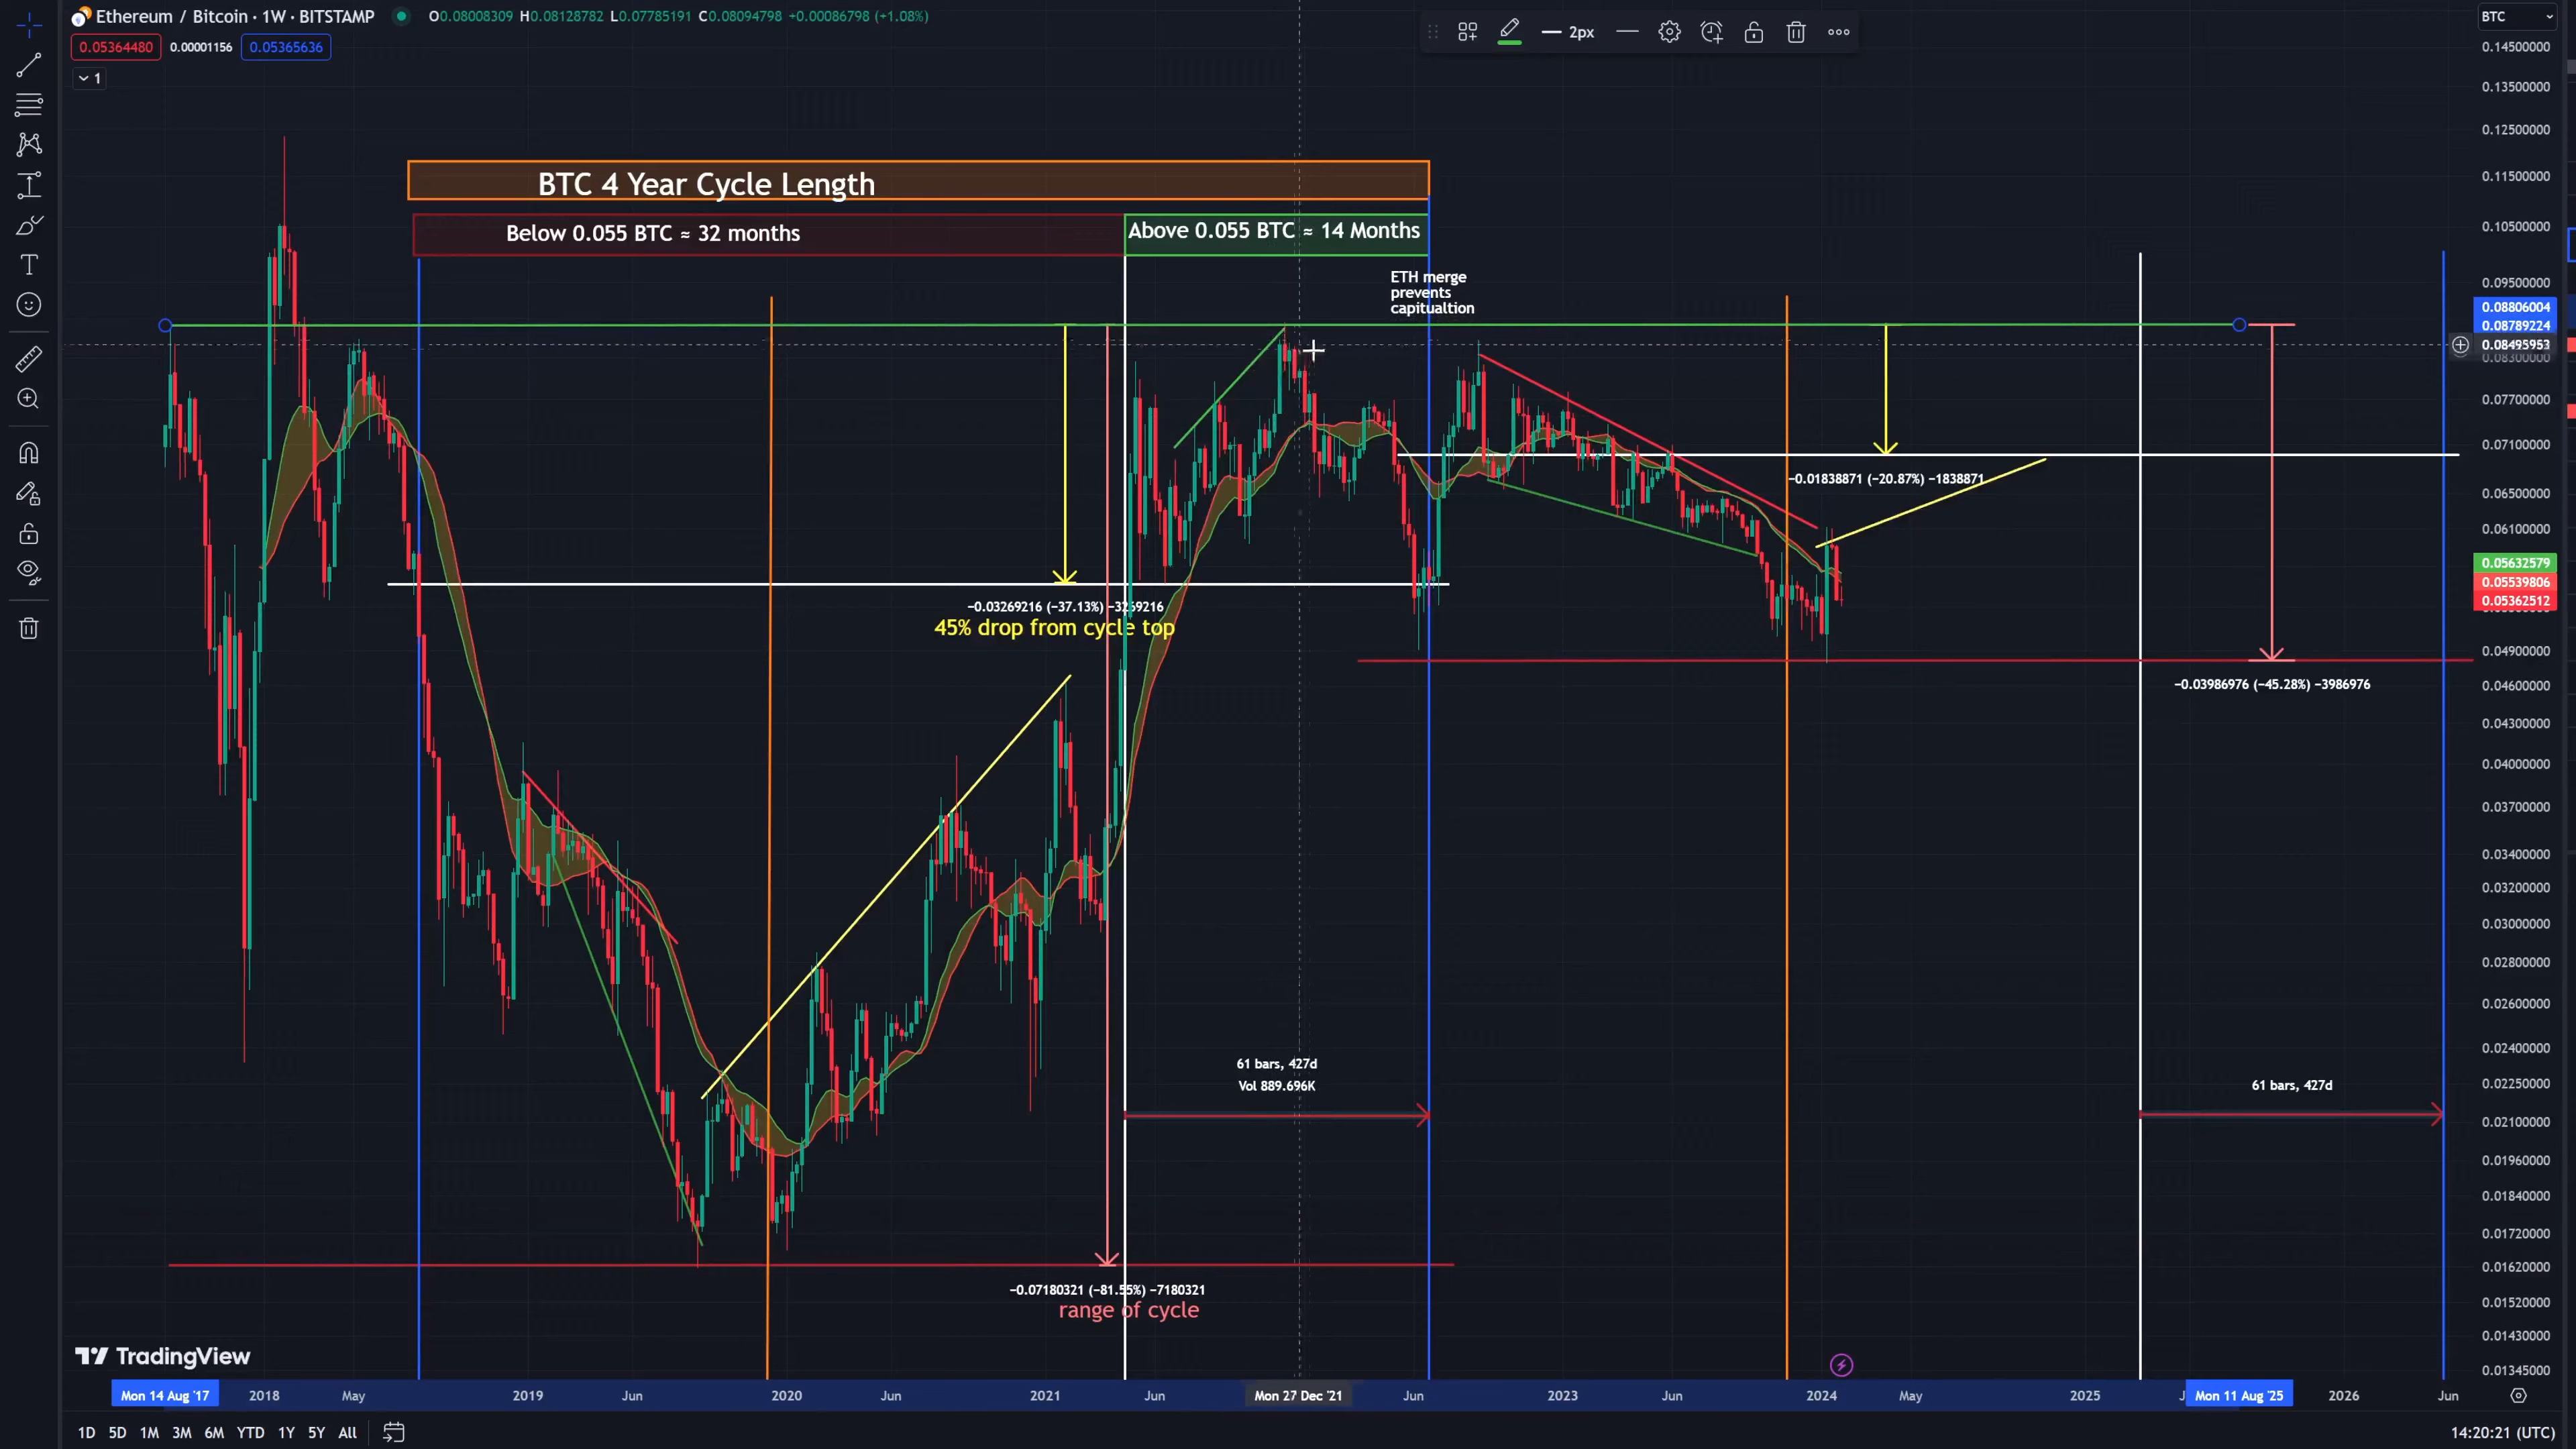 Ethereum / Bitcoin · 1W · BITSTAMP O0.08008309 H0.08128782 L0.07785191 C0.08094798 +0.00086798 (+1.08%)
0.05364480 0.00001156 0.05365636
1
2px
BTC
0.14500000
0.13500000
0.12500000
0.11500000
0.10500000
0.09500000
0.08806004
0.08789224
0.08495953
0.08300000
0.07700000
0.07100000
0.06500000
0.06100000
0.05632579
0.05539806
0.05362512
0.04900000
0.04600000
0.04300000
0.04000000
0.03700000
0.03400000
0.03200000
0.03000000
0.02800000
0.02600000
0.02400000
0.02250000
0.02100000
0.01960000
0.01840000
0.01720000
0.01620000
0.01520000
0.01430000
0.01345000
BTC 4 Year Cycle Length
Below 0.055 BTC ≈ 32 months
Above 0.055 BTC ≈ 14 Months
ETH merge
prevents
capitualtion
−0.01838871 (−20.87%) −1838871
−0.03269216 (−37.13%) −3269216
45% drop from cycle top
−0.03986976 (−45.28%) −3986976
61 bars, 427d
Vol 889.696K
61 bars, 427d
−0.07180321 (−81.55%) −7180321
range of cycle
TradingView
Mon 14 Aug '17 2018 May 2019 Jun 2020 Jun 2021 Jun Mon 27 Dec '21 Jun 2023 Jun 2024 May 2025 Mon 11 Aug '25 2026 Jun
1D 5D 1M 3M 6M YTD 1Y 5Y All
14:20:21 (UTC)